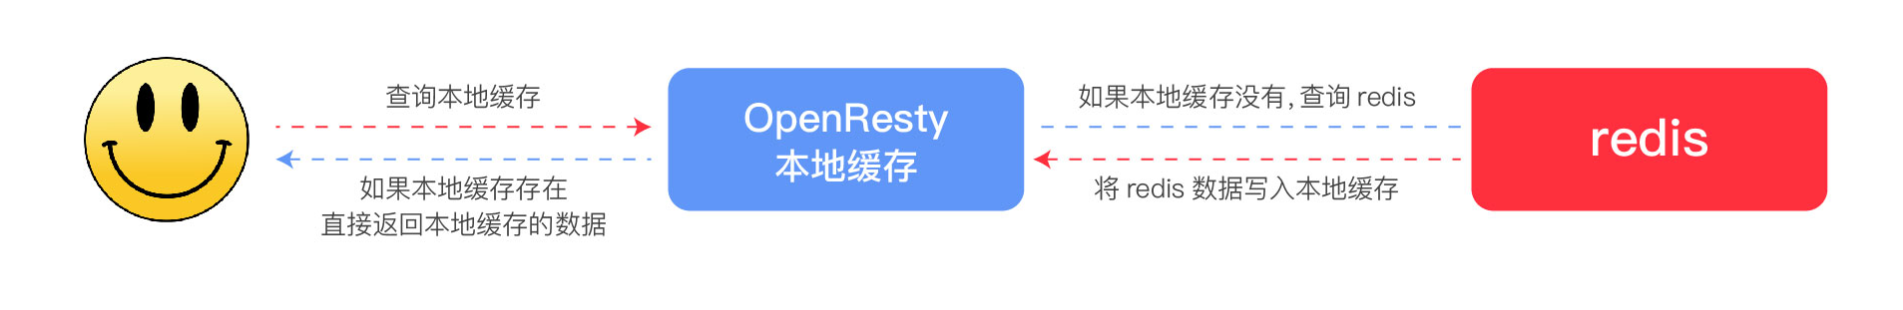 查询本地缓存
如果本地缓存存在
直接返回本地缓存的数据
OpenResty
本地缓存
如果本地缓存没有，查询 redis
将 redis 数据写入本地缓存
redis